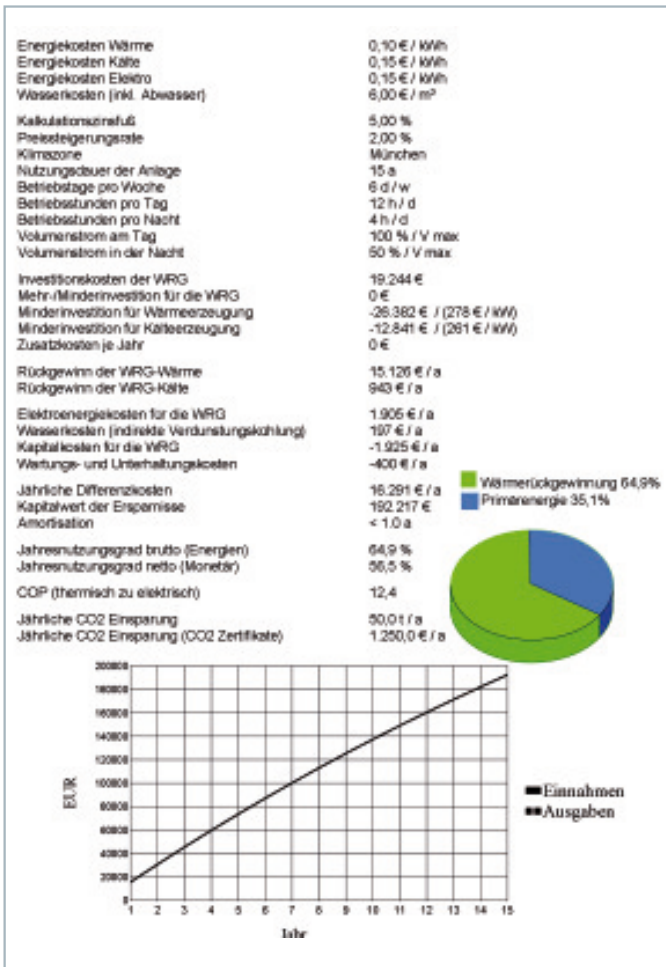 Energiekosten Wärme 0,10 € / kWh
Energiekosten Kälte 0,15 € / kWh
Energiekosten Elektro 0,15 € / kWh
Wasserkosten (inkl. Abwasser) 6,00 € / m³
Kalkulationszinsfuß 5,00 %
Preissteigerungsrate 2,00 %
Klimazone München
Nutzungsdauer der Anlage 15 a
Betriebstage pro Woche 6 d / w
Betriebsstunden pro Tag 12 h / d
Betriebsstunden pro Nacht 4 h / d
Volumenstrom am Tag 100 % / V max
Volumenstrom in der Nacht 50 % / V max
Investitionskosten der WRG 19.244 €
Mehr-/Minderinvestition für die WRG 0 €
Minderinvestition für Wärmeerzeugung -26.382 € / (278 € / kW)
Minderinvestition für Kälteerzeugung -12.841 € / (261 € / kW)
Zusatzkosten je Jahr 0 €
Rückgewinn der WRG-Wärme 15.126 € / a
Rückgewinn der WRG-Kälte 943 € / a
Elektroenergiekosten für die WRG 1.905 € / a
Wasserkosten (indirekte Verdunstungskühlung) 197 € / a
Kapitalkosten für die WRG -1.925 € / a
Wartungs- und Unterhaltungskosten -400 € / a
Jährliche Differenzkosten 16.291 € / a
Kapitalwert der Ersparnisse 192.217 €
Amortisation < 1.0 a
Wärmerückgewinnung 64,9%
Primärenergie 35,1%
Jahresnutzungsgrad brutto (Energien) 64,9 %
Jahresnutzungsgrad netto (Monetär) 56,5 %
COP (thermisch zu elektrisch) 12,4
Jährliche CO2 Einsparung 50,0 t / a
Jährliche CO2 Einsparung (CO2 Zertifikate) 1.250,0 € / a
200000
180000
160000
140000
120000
100000
80000
60000
40000
20000
0
EUR
1 2 3 4 5 6 7 8 9 10 11 12 13 14 15
Jahr
Einnahmen
Ausgaben